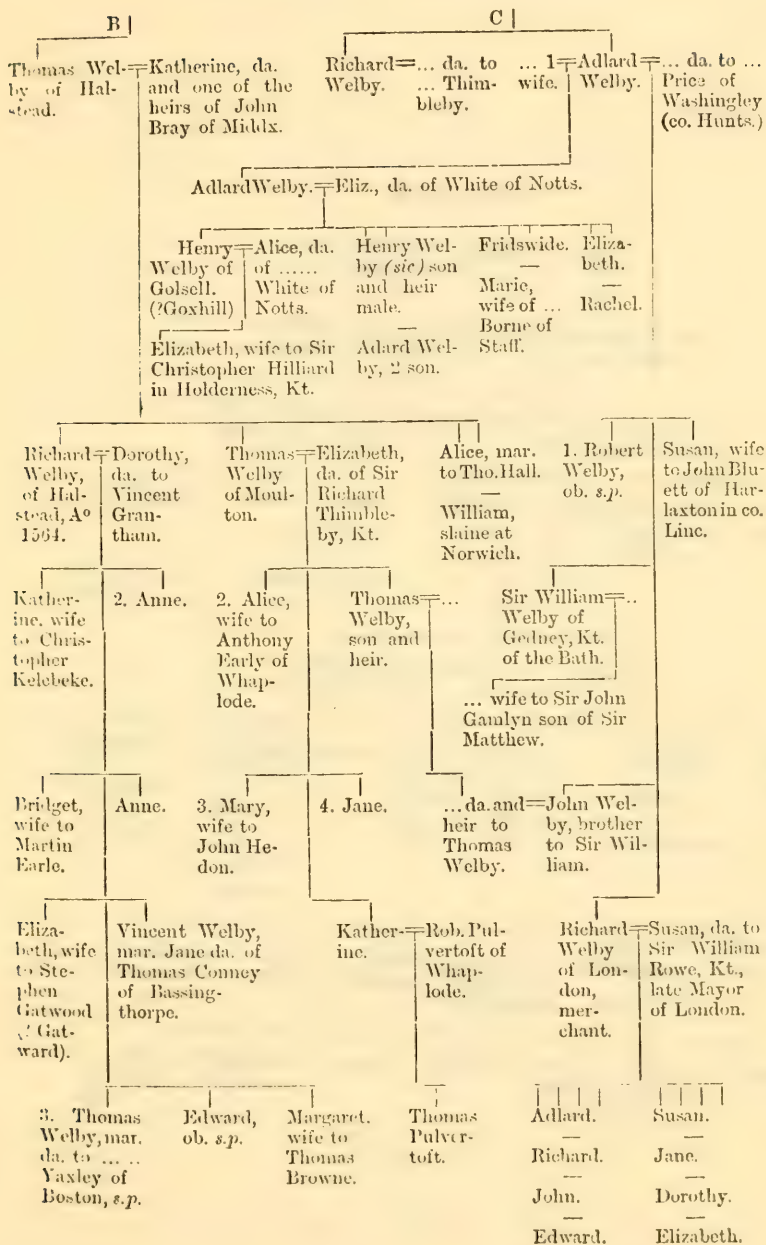 B
C
Thomas Wel-
by of Hal-
stead.
Katherine, da.
and one of the
heirs of John
Bray of Middx.
Richard
Welby.
... da. to
... Thim-
bleby.
... 1
wife.
Adlard
Welby.
... da. to ...
Price of
Washingley
(co. Hunts.)
Adlard Welby.
Eliz., da. of White of Notts.
Henry
Welby of
Golsell.
(?Goxhill)
Alice, da.
of ......
White of
Notts.
Henry Wel-
by (sic) son
and heir
male.
—
Adard Wel-
by, 2 son.
Fridswide.
—
Marie,
wife of ...
Borne of
Staff.
Eliza-
beth.
—
Rachel.
Elizabeth, wife to Sir
Christopher Hilliard
in Holderness, Kt.
Richard
Welby,
of Hal-
stead, Aº
1564.
Dorothy,
da. to
Vincent
Gran-
tham.
Thomas
Welby
of Moul-
ton.
Elizabeth,
da. of Sir
Richard
Thimble-
by, Kt.
Alice, mar.
to Tho. Hall.
—
William,
slaine at
Norwich.
1. Robert
Welby,
ob. s.p.
Susan, wife
to John Blu-
ett of Har-
laxton in co.
Linc.
Kather-
ine, wife
to Chris-
topher
Kelebeke.
2. Anne.
2. Alice,
wife to
Anthony
Early of
Whap-
lode.
Thomas
Welby,
son and
heir.
...
Sir William
Welby of
Gedney, Kt.
of the Bath.
..
... wife to Sir John
Gamlyn son of Sir
Matthew.
Bridget,
wife to
Martin
Earle.
Anne.
3. Mary,
wife to
John He-
don.
4. Jane.
... da. and
heir to
Thomas
Welby.
John Wel-
by, brother
to Sir Wil-
liam.
Eliza-
beth, wife
to Ste-
phen
Gatwood
(? Gat-
ward).
Vincent Welby,
mar. Jane da. of
Thomas Conney
of Bassing-
thorpe.
Kather-
ine.
Rob. Pul-
vertoft of
Whap-
lode.
Richard
Welby
of Lon-
don,
mer-
chant.
Susan, da. to
Sir William
Rowe, Kt.,
late Mayor
of London.
3. Thomas
Welby, mar.
da. to ... ..
Yaxley of
Boston, s.p.
Edward,
ob. s.p.
Margaret.
wife to
Thomas
Browne.
Thomas
Pulver-
toft.
Adlard.
—
Richard.
—
John.
—
Edward.
Susan.
—
Jane.
—
Dorothy.
—
Elizabeth.